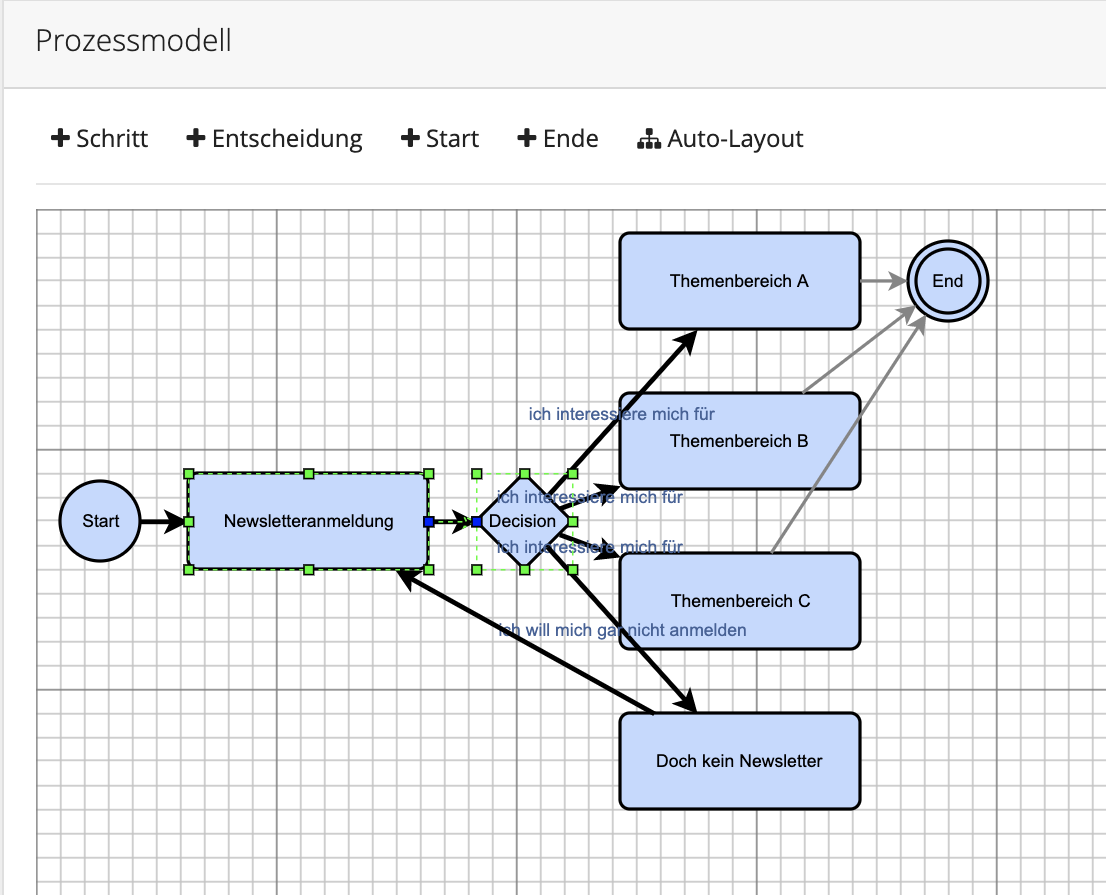 Prozessmodell
Schritt Entscheidung Start Ende Auto-Layout
Themenbereich A
End
ich interessiere mich für
Themenbereich B
ich interessiere mich für
Start
Newsletteranmeldung
Decision
ich interessiere mich für
Themenbereich C
ich will mich gar nicht anmelden
Doch kein Newsletter